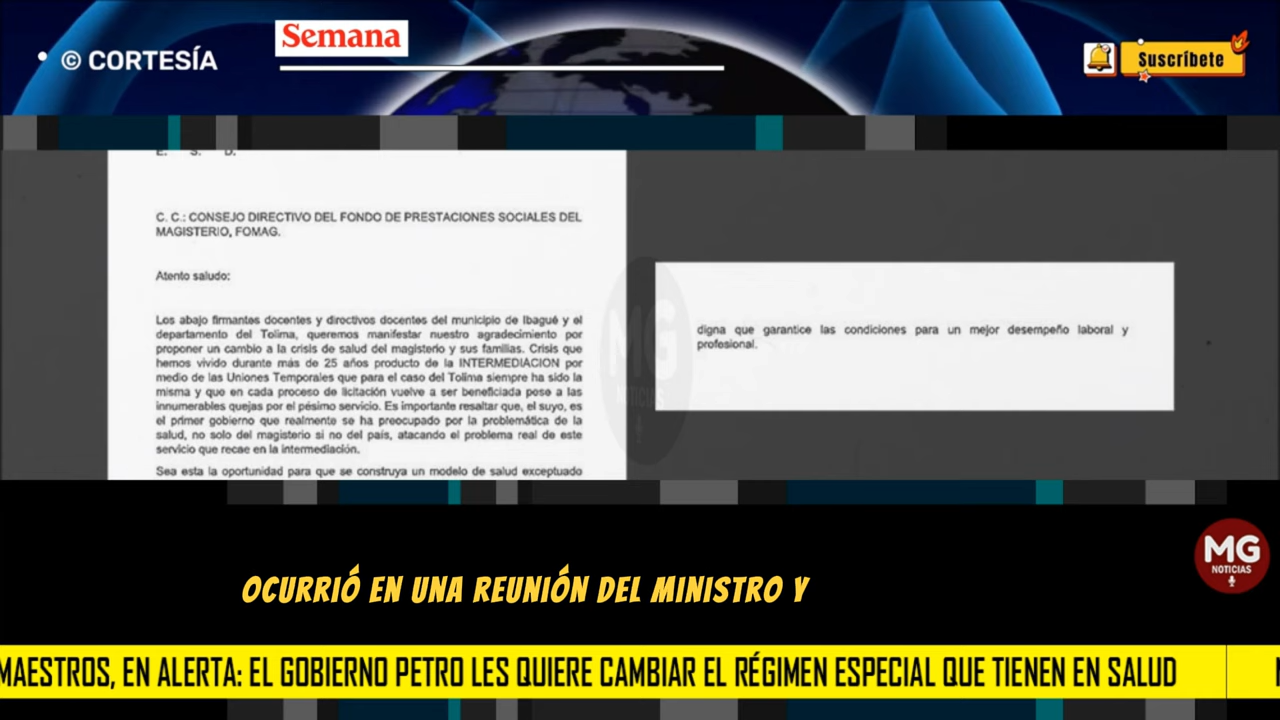 © CORTESÍA
Semana
Suscríbete
E. S. D.
C. C.: CONSEJO DIRECTIVO DEL FONDO DE PRESTACIONES SOCIALES DEL
MAGISTERIO, FOMAG.
Atento saludo:
Los abajo firmantes docentes y directivos docentes del municipio de Ibagué y el
departamento del Tolima, queremos manifestar nuestro agradecimiento por
proponer un cambio a la crisis de salud del magisterio y sus familias. Crisis que
hemos vivido durante más de 25 años producto de la INTERMEDIACION por
medio de las Uniones Temporales que para el caso del Tolima siempre ha sido la
misma y que en cada proceso de licitación vuelve a ser beneficiada pese a las
innumerables quejas por el pésimo servicio. Es importante resaltar que, el suyo, es
el primer gobierno que realmente se ha preocupado por la problemática de la
salud, no solo del magisterio si no del país, atacando el problema real de este
servicio que recae en la intermediación.
Sea esta la oportunidad para que se construya un modelo de salud exceptuado
digna que garantice las condiciones para un mejor desempeño laboral y
profesional.
MG
NOTICIAS
OCURRIÓ EN UNA REUNIÓN DEL MINISTRO Y
MG
NOTICIAS
MAESTROS, EN ALERTA: EL GOBIERNO PETRO LES QUIERE CAMBIAR EL RÉGIMEN ESPECIAL QUE TIENEN EN SALUD